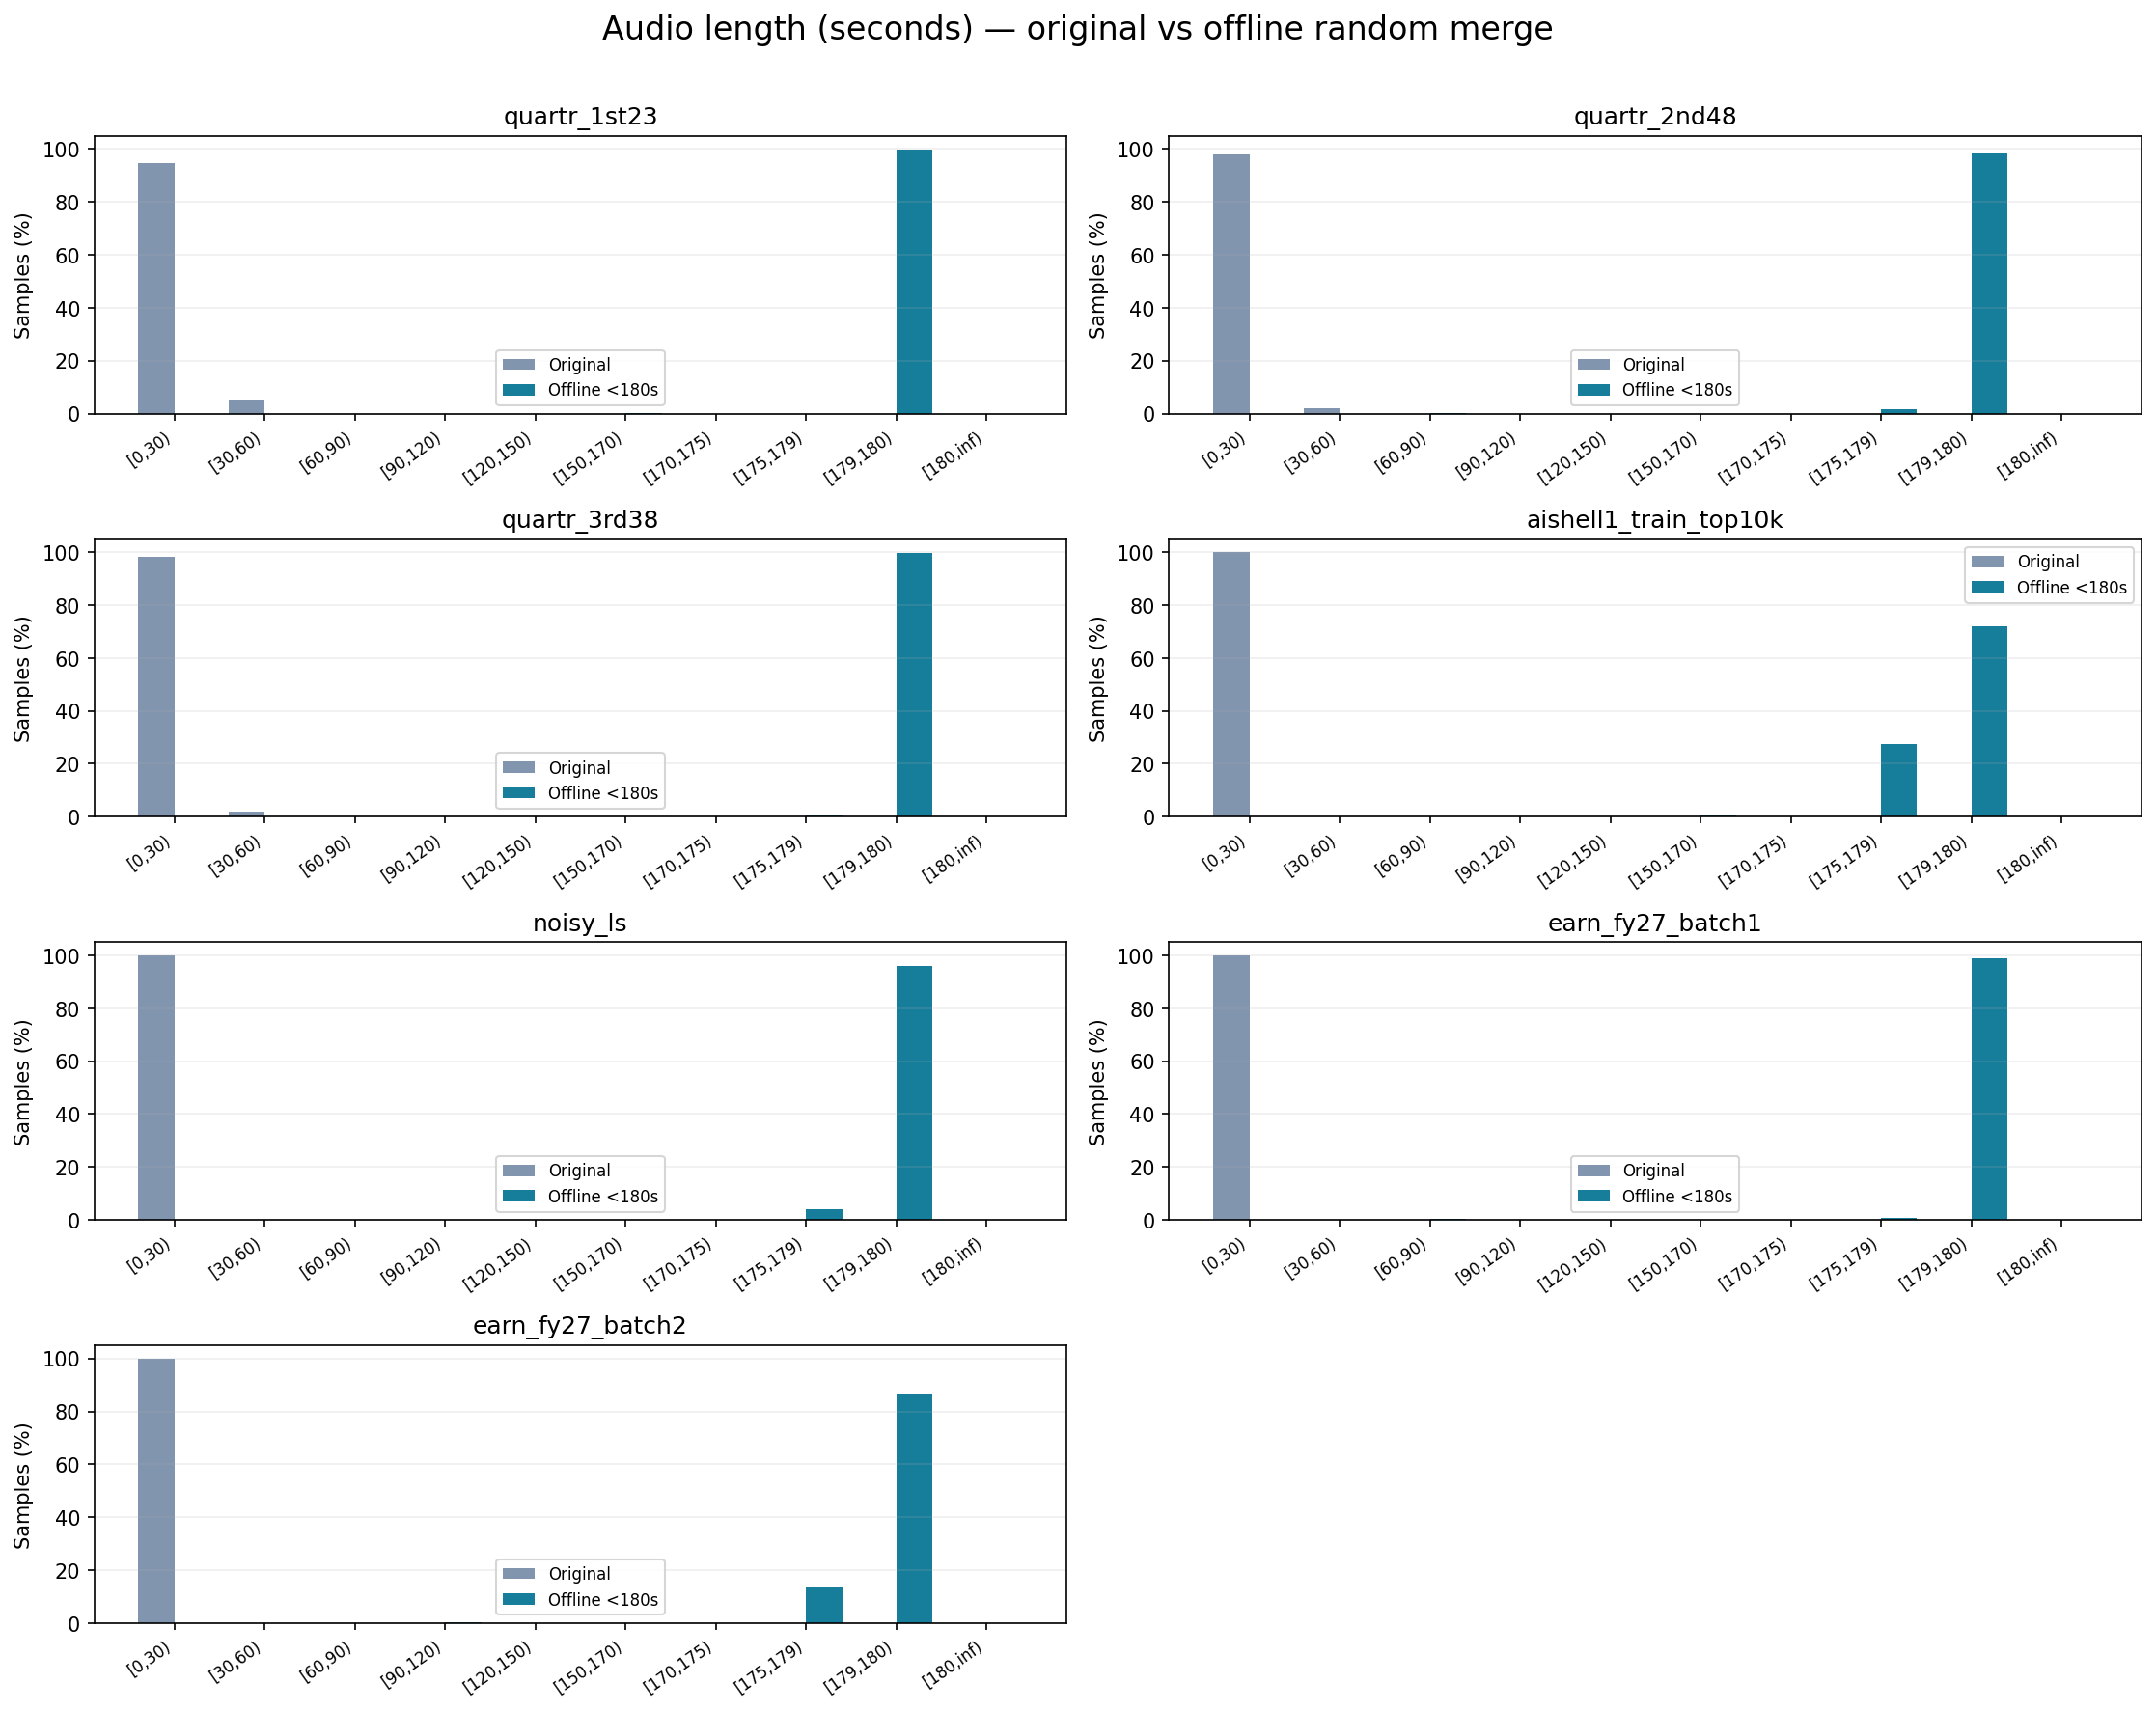 Audio length (seconds) — original vs offline random merge
quartr_1st23
Samples (%)
100
80
60
40
20
0
Original
Offline <180s
[0,30)
[30,60)
[60,90)
[90,120)
[120,150)
[150,170)
[170,175)
[175,179)
[179,180)
[180,inf)
quartr_2nd48
Samples (%)
100
80
60
40
20
0
Original
Offline <180s
[0,30)
[30,60)
[60,90)
[90,120)
[120,150)
[150,170)
[170,175)
[175,179)
[179,180)
[180,inf)
quartr_3rd38
Samples (%)
100
80
60
40
20
0
Original
Offline <180s
[0,30)
[30,60)
[60,90)
[90,120)
[120,150)
[150,170)
[170,175)
[175,179)
[179,180)
[180,inf)
aishell1_train_top10k
Samples (%)
100
80
60
40
20
0
Original
Offline <180s
[0,30)
[30,60)
[60,90)
[90,120)
[120,150)
[150,170)
[170,175)
[175,179)
[179,180)
[180,inf)
noisy_ls
Samples (%)
100
80
60
40
20
0
Original
Offline <180s
[0,30)
[30,60)
[60,90)
[90,120)
[120,150)
[150,170)
[170,175)
[175,179)
[179,180)
[180,inf)
earn_fy27_batch1
Samples (%)
100
80
60
40
20
0
Original
Offline <180s
[0,30)
[30,60)
[60,90)
[90,120)
[120,150)
[150,170)
[170,175)
[175,179)
[179,180)
[180,inf)
earn_fy27_batch2
Samples (%)
100
80
60
40
20
0
Original
Offline <180s
[0,30)
[30,60)
[60,90)
[90,120)
[120,150)
[150,170)
[170,175)
[175,179)
[179,180)
[180,inf)